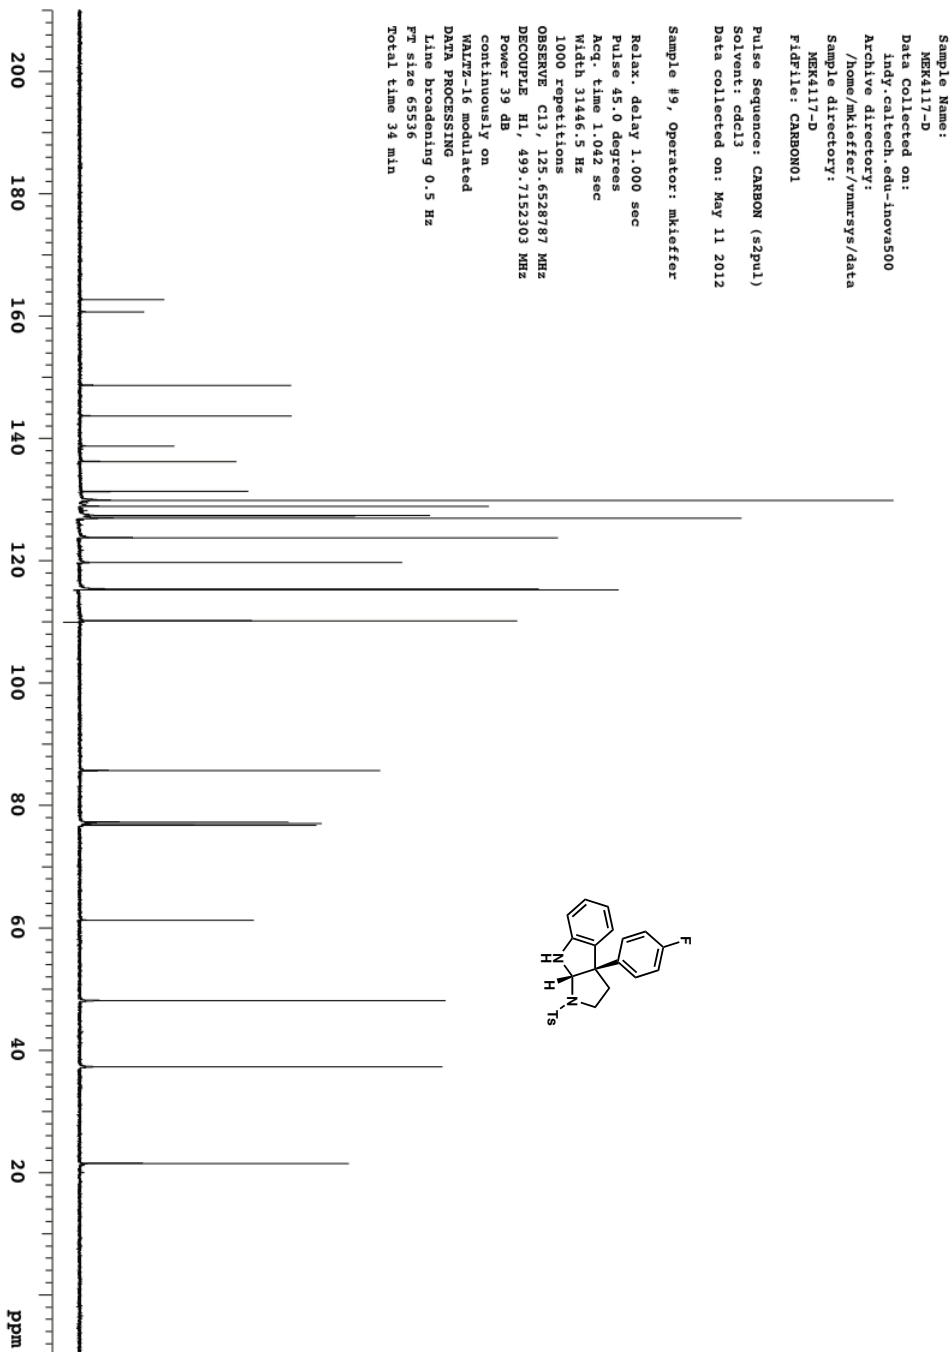 Sample Name:
MEK4117-D
Data Collected on:
indy.caltech.edu-inova500
Archive directory:
/home/mkieffer/vnmrsys/data
Sample directory:
MEK4117-D
FidFile: CARBON01
Pulse Sequence: CARBON (s2pul)
Solvent: cdcl3
Data collected on: May 11 2012
Sample #9, Operator: mkieffer
Relax. delay 1.000 sec
Pulse 45.0 degrees
Acq. time 1.042 sec
Width 31446.5 Hz
1000 repetitions
OBSERVE C13, 125.6528787 MHz
DECOUPLE H1, 499.7152303 MHz
Power 39 dB
continuously on
WALTZ-16 modulated
DATA PROCESSING
Line broadening 0.5 Hz
FT size 65536
Total time 34 min
F
N
H
H
N
Ts
200 180 160 140 120 100 80 60 40 20 ppm